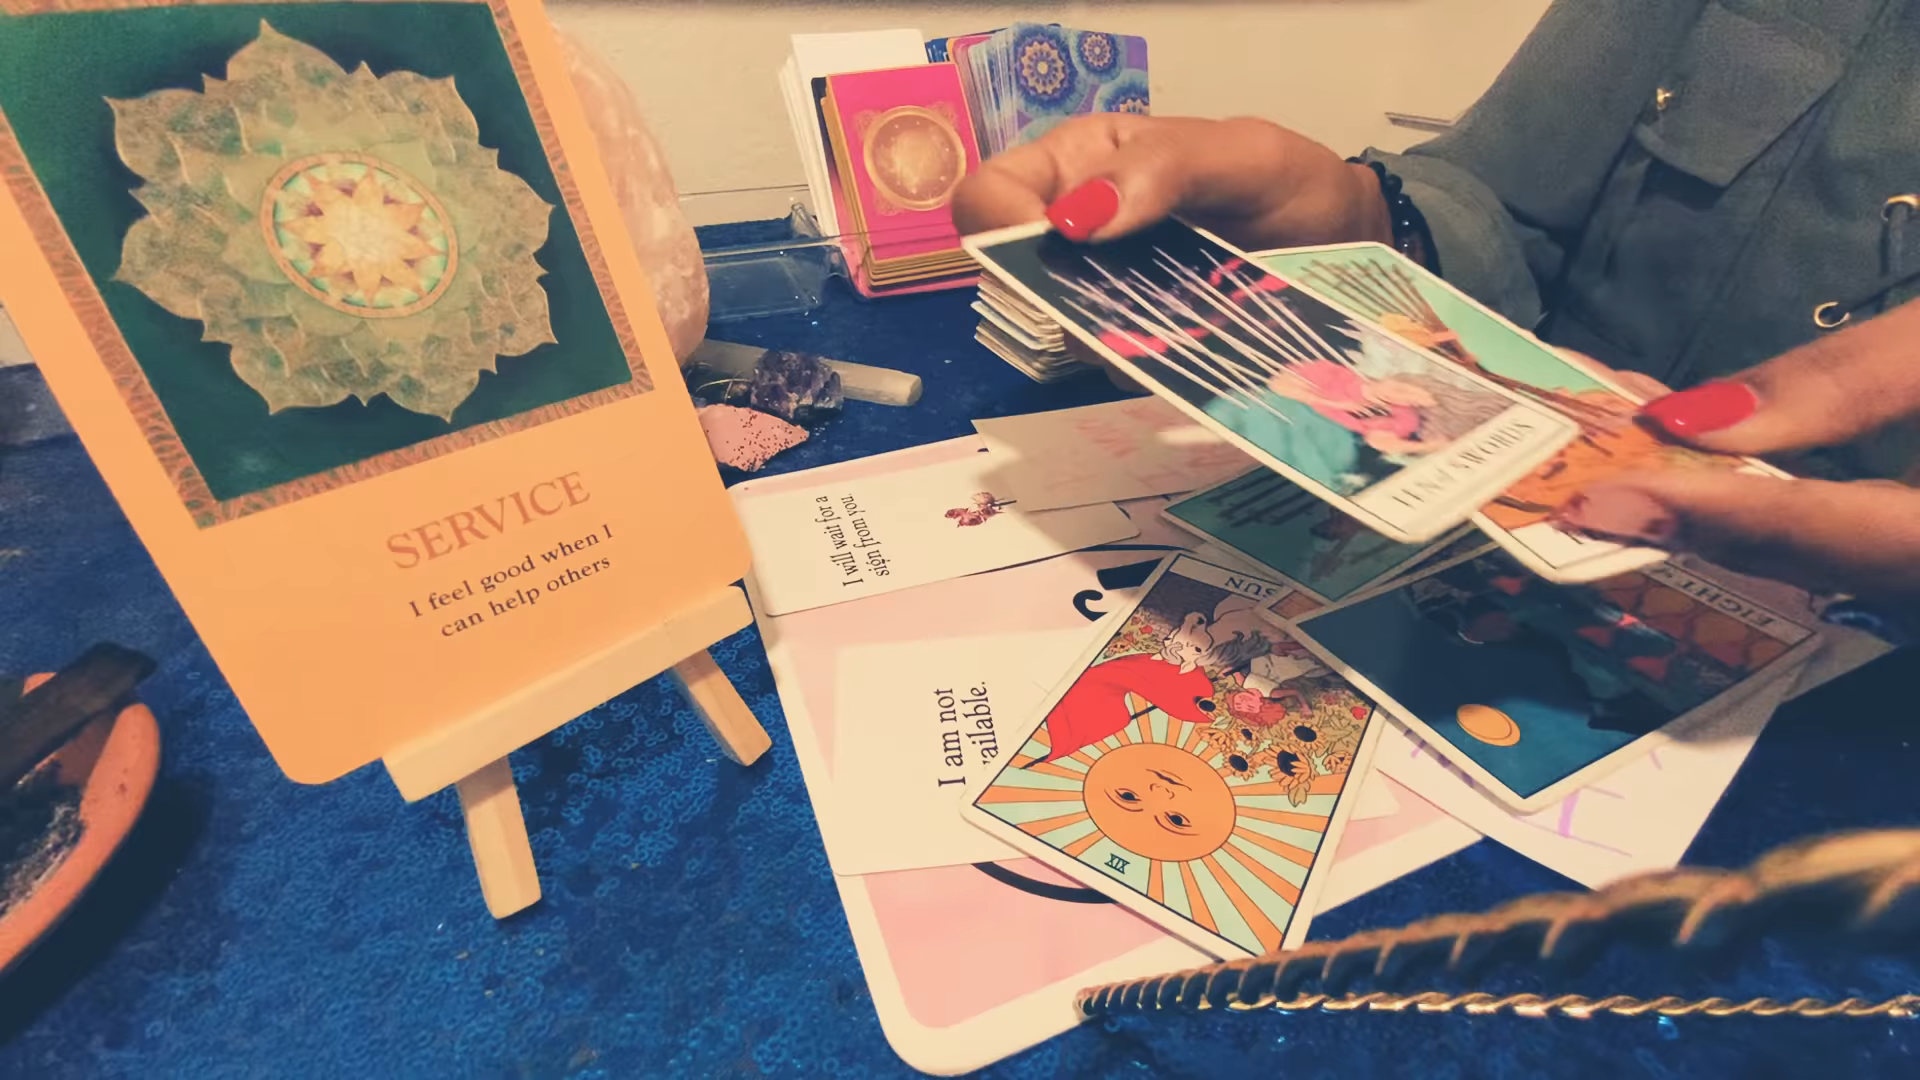 SERVICE
I feel good when I
can help others
I will wait for a
sign from you.
I am not
SUN
XIX
TEN of SWORDS
EIGHT